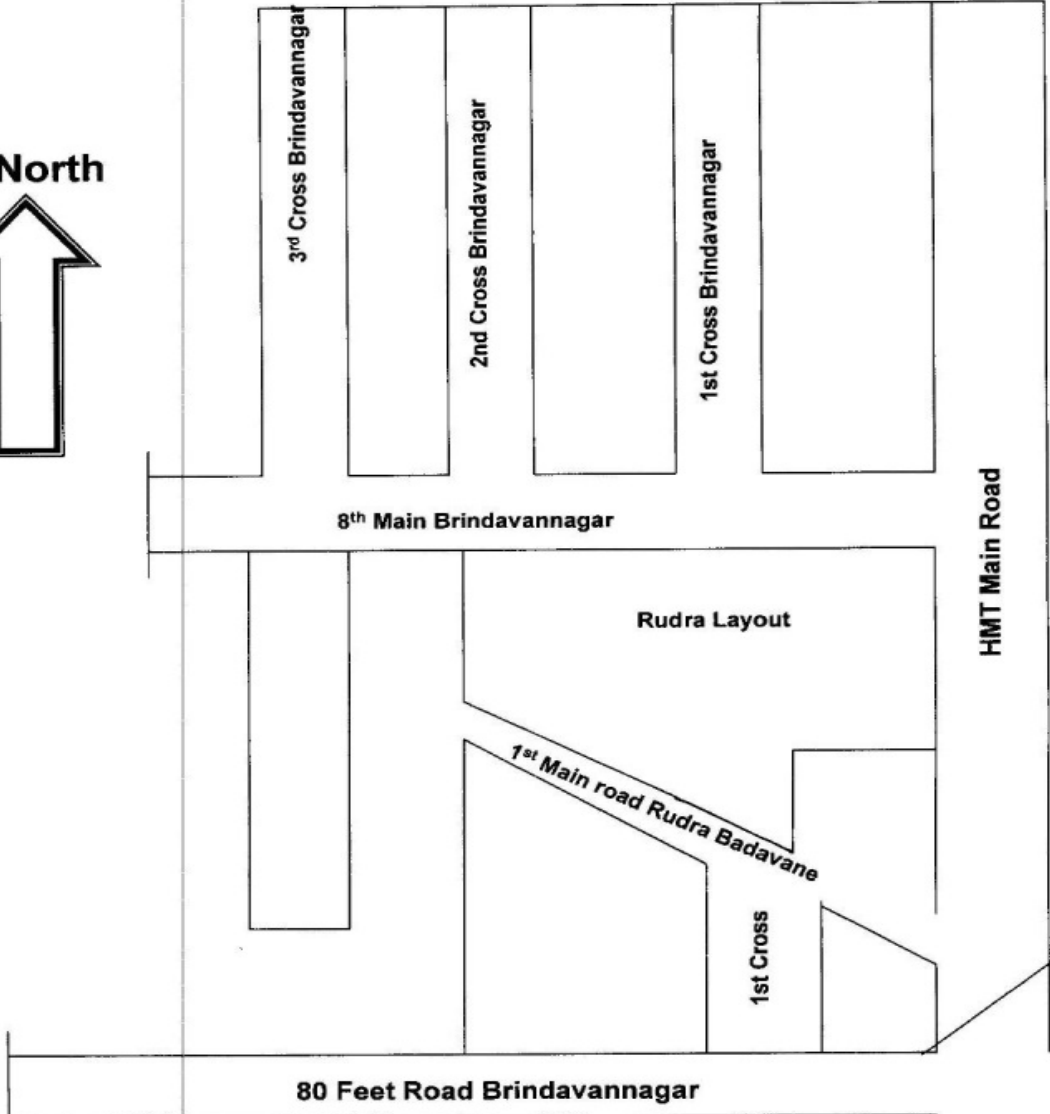 North
3rd Cross Brindavannagar
2nd Cross Brindavannagar
1st Cross Brindavannagar
8th Main Brindavannagar
HMT Main Road
Rudra Layout
1st Main road Rudra Badavane
1st Cross
80 Feet Road Brindavannagar